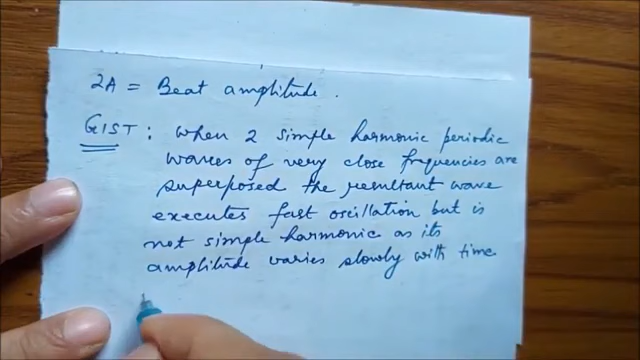 2A = Beat amplitude.
GIST : When 2 simple harmonic periodic
waves of very close frequencies are
superposed the resultant wave
executes fast oscillation but is
not simple harmonic as its
amplitude varies slowly with time